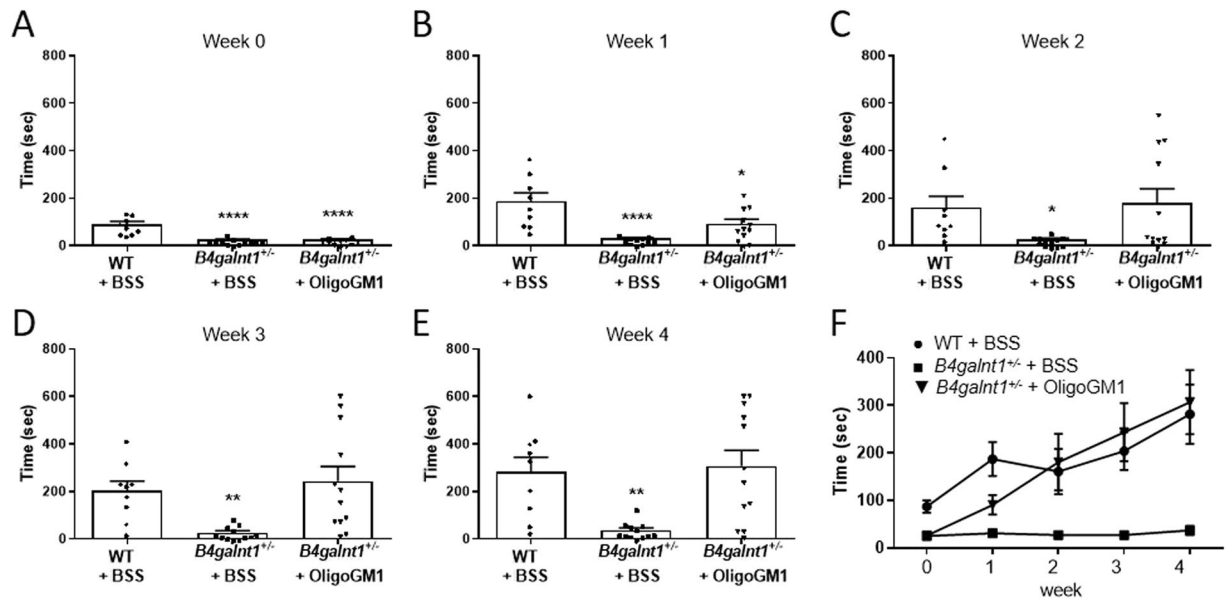 A
Week 0
Time (sec)
800
600
400
200
0
****
****
WT
+ BSS
B4galnt1+/-
+ BSS
B4galnt1+/-
+ OligoGM1
B
Week 1
Time (sec)
800
600
400
200
0
****
*
WT
+ BSS
B4galnt1+/-
+ BSS
B4galnt1+/-
+ OligoGM1
C
Week 2
Time (sec)
800
600
400
200
0
*
WT
+ BSS
B4galnt1+/-
+ BSS
B4galnt1+/-
+ OligoGM1
D
Week 3
Time (sec)
800
600
400
200
0
**
WT
+ BSS
B4galnt1+/-
+ BSS
B4galnt1+/-
+ OligoGM1
E
Week 4
Time (sec)
800
600
400
200
0
**
WT
+ BSS
B4galnt1+/-
+ BSS
B4galnt1+/-
+ OligoGM1
F
WT + BSS
B4galnt1+/- + BSS
B4galnt1+/- + OligoGM1
Time (sec)
400
300
200
100
0
0 1 2 3 4
week